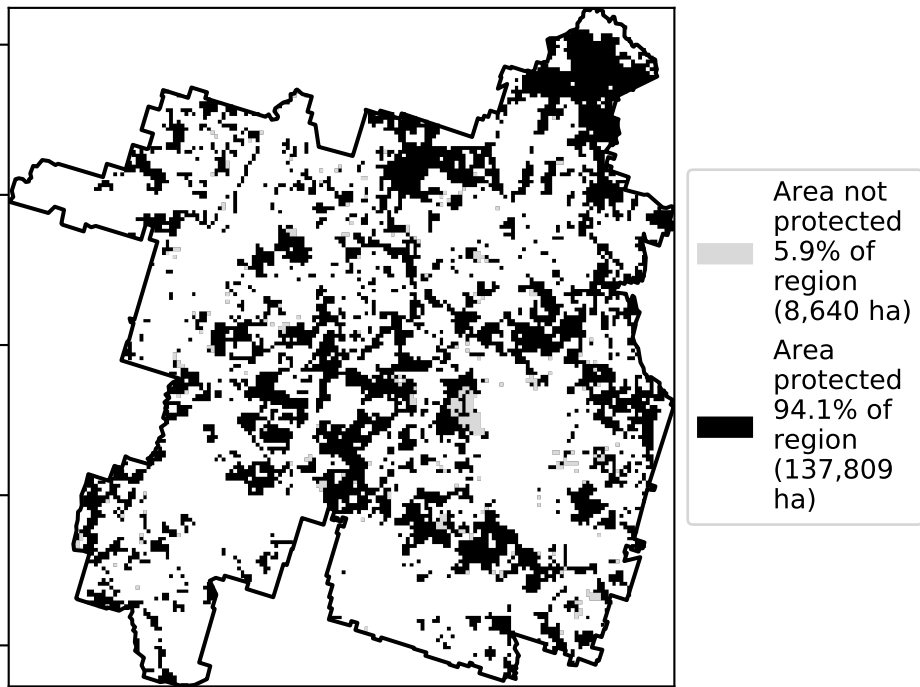 Area not
protected
5.9% of
region
(8,640 ha)
Area
protected
94.1% of
region
(137,809
ha)